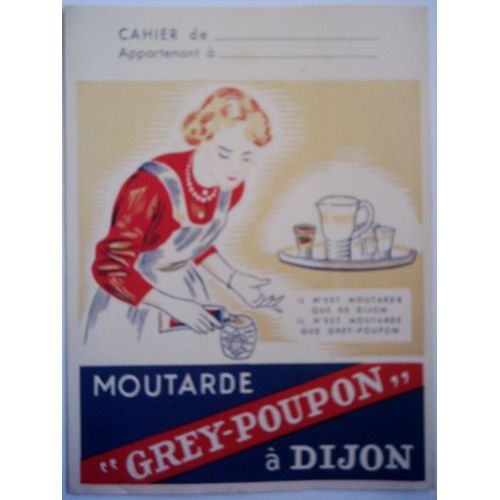 CAHIER de
Appartenant à
IL N'EST MOUTARDE
QUE DE DIJON
IL N'EST MOUTARDE
QUE GREY-POUPON
MOUTARDE
"GREY-POUPON"
à DIJON